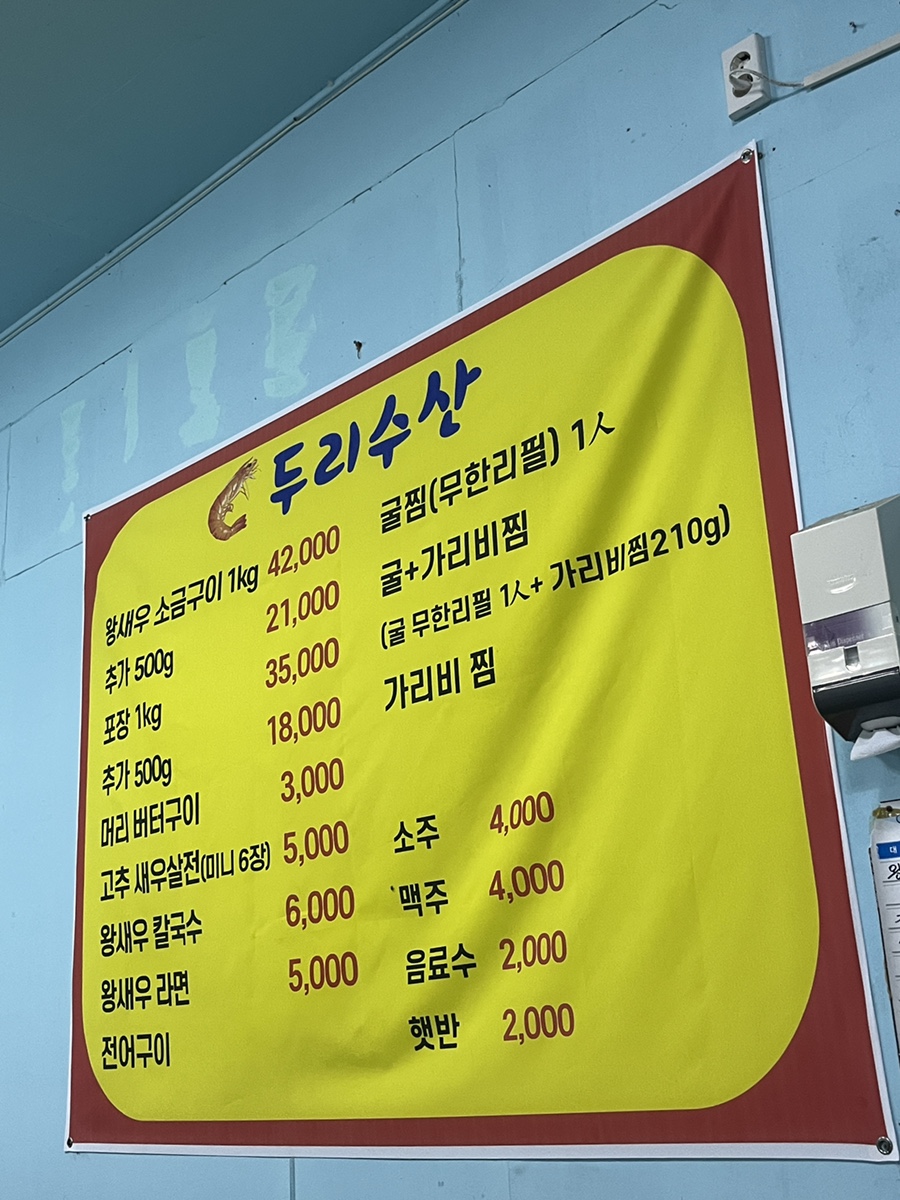 두리수산
왕새우 소금구이 1kg 42,000
추가 500g 21,000
포장 1kg 35,000
추가 500g 18,000
머리 버터구이 3,000
고추 새우살전(미니 6장) 5,000
왕새우 칼국수 6,000
왕새우 라면 5,000
전어구이
굴찜(무한리필) 1人
굴+가리비찜
(굴 무한리필 1人+ 가리비찜210g)
가리비 찜
소주 4,000
맥주 4,000
음료수 2,000
햇반 2,000